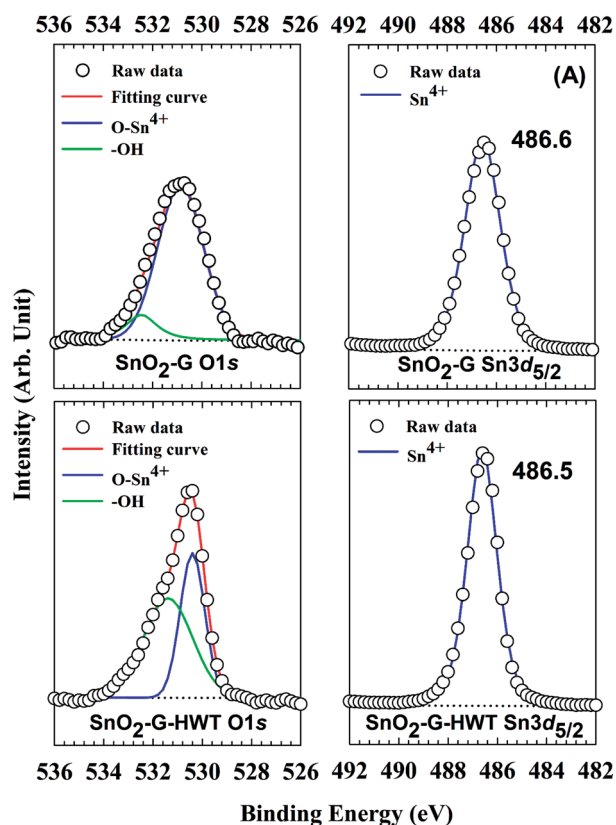 536 534 532 530 528 526
492 490 488 486 484 482
Raw data
Fitting curve
O-Sn⁴⁺
-OH
SnO₂-G O1s
(A)
Raw data
Sn⁴⁺
486.6
SnO₂-G Sn3d₅/₂
Raw data
Fitting curve
O-Sn⁴⁺
-OH
SnO₂-G-HWT O1s
Raw data
Sn⁴⁺
486.5
SnO₂-G-HWT Sn3d₅/₂
536 534 532 530 528 526
492 490 488 486 484 482
Intensity (Arb. Unit)
Binding Energy (eV)